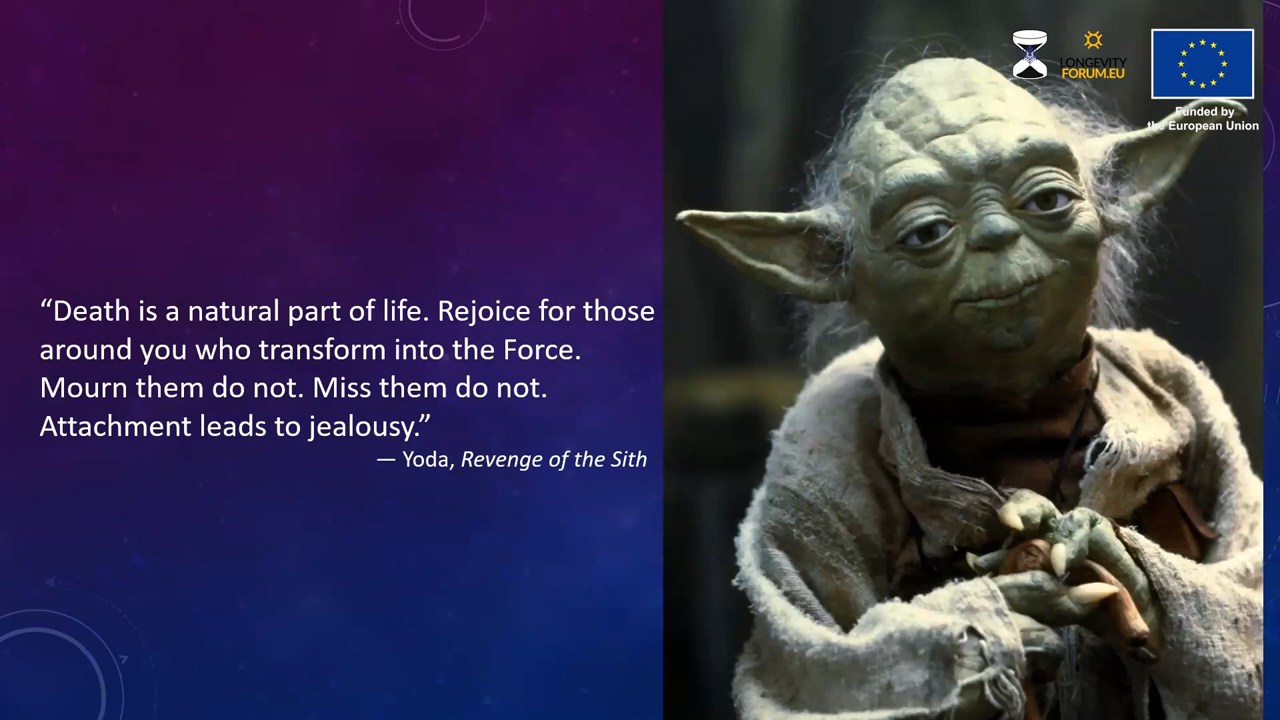 LONGEVITY
FORUM.EU
Funded by
the European Union
“Death is a natural part of life. Rejoice for those
around you who transform into the Force.
Mourn them do not. Miss them do not.
Attachment leads to jealousy.”
— Yoda, Revenge of the Sith